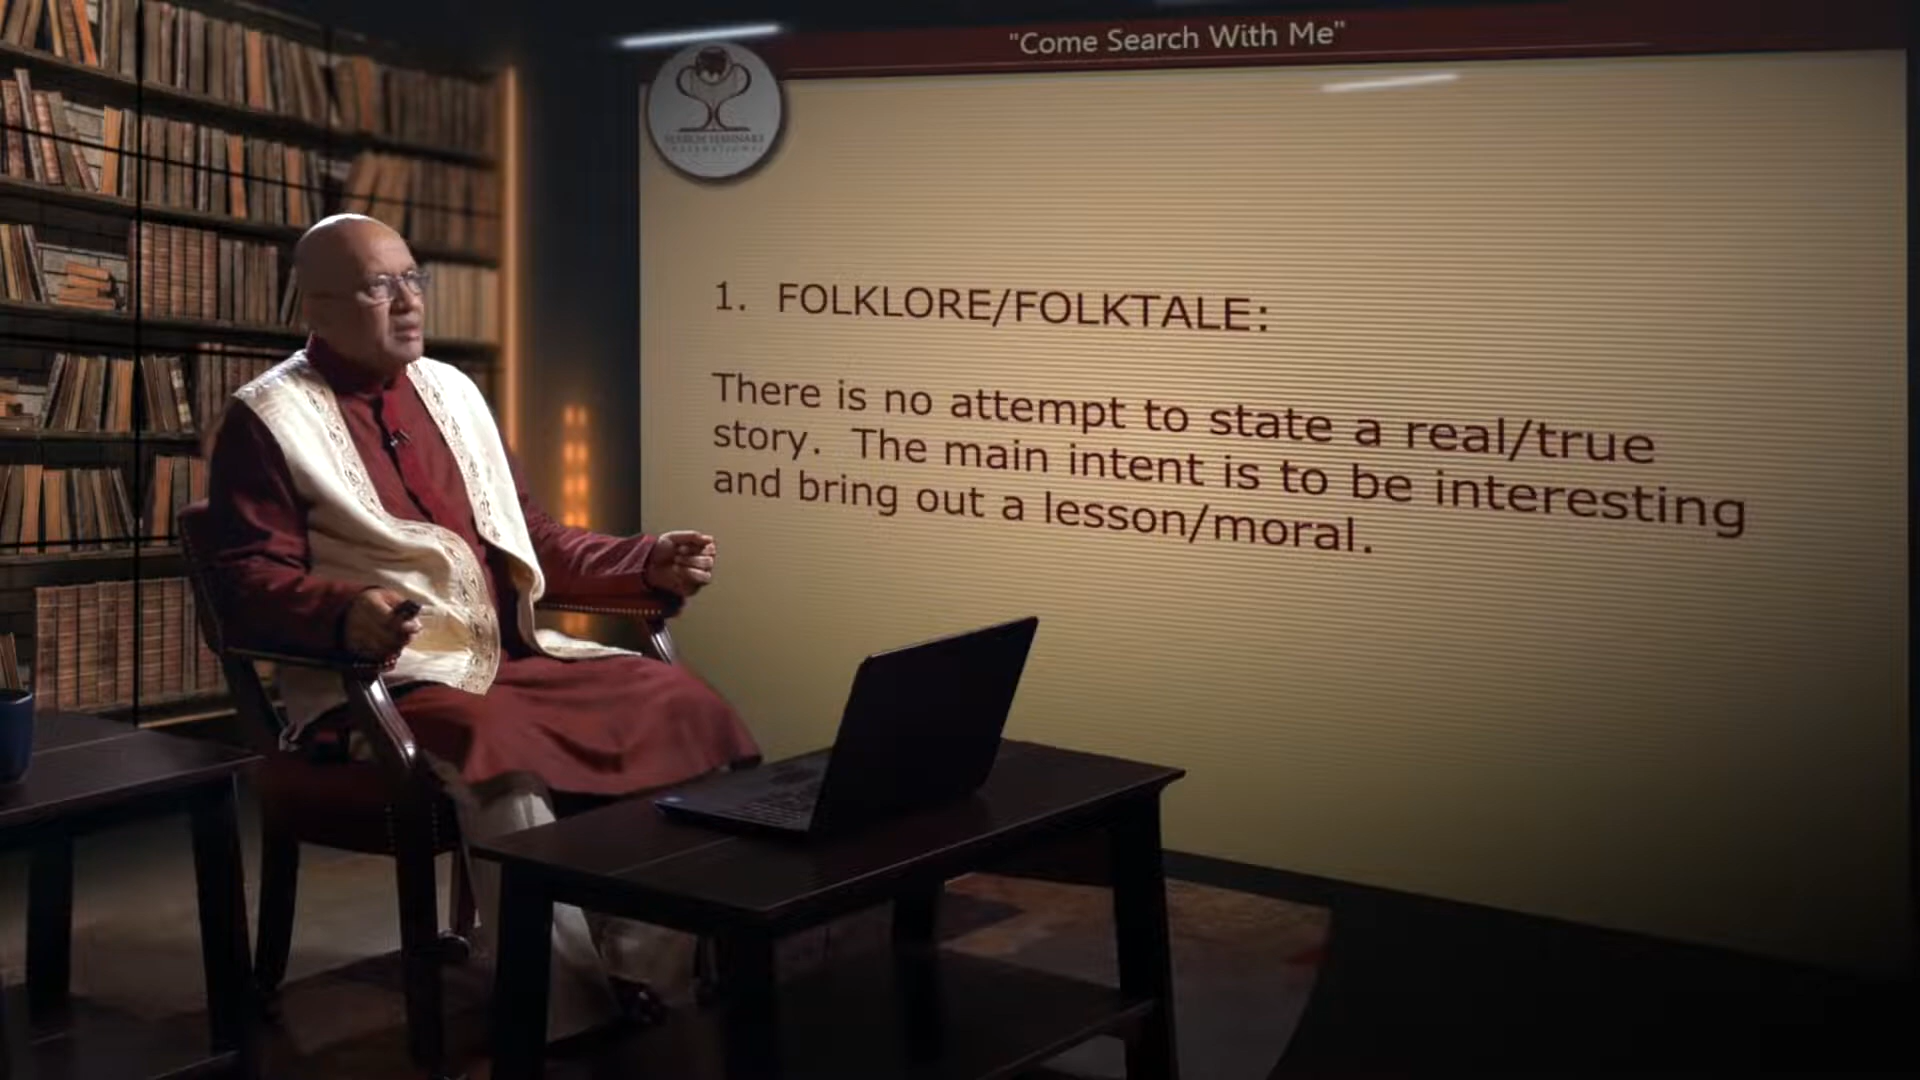 "Come Search With Me"
1. FOLKLORE/FOLKTALE:
There is no attempt to state a real/true
story. The main intent is to be interesting
and bring out a lesson/moral.